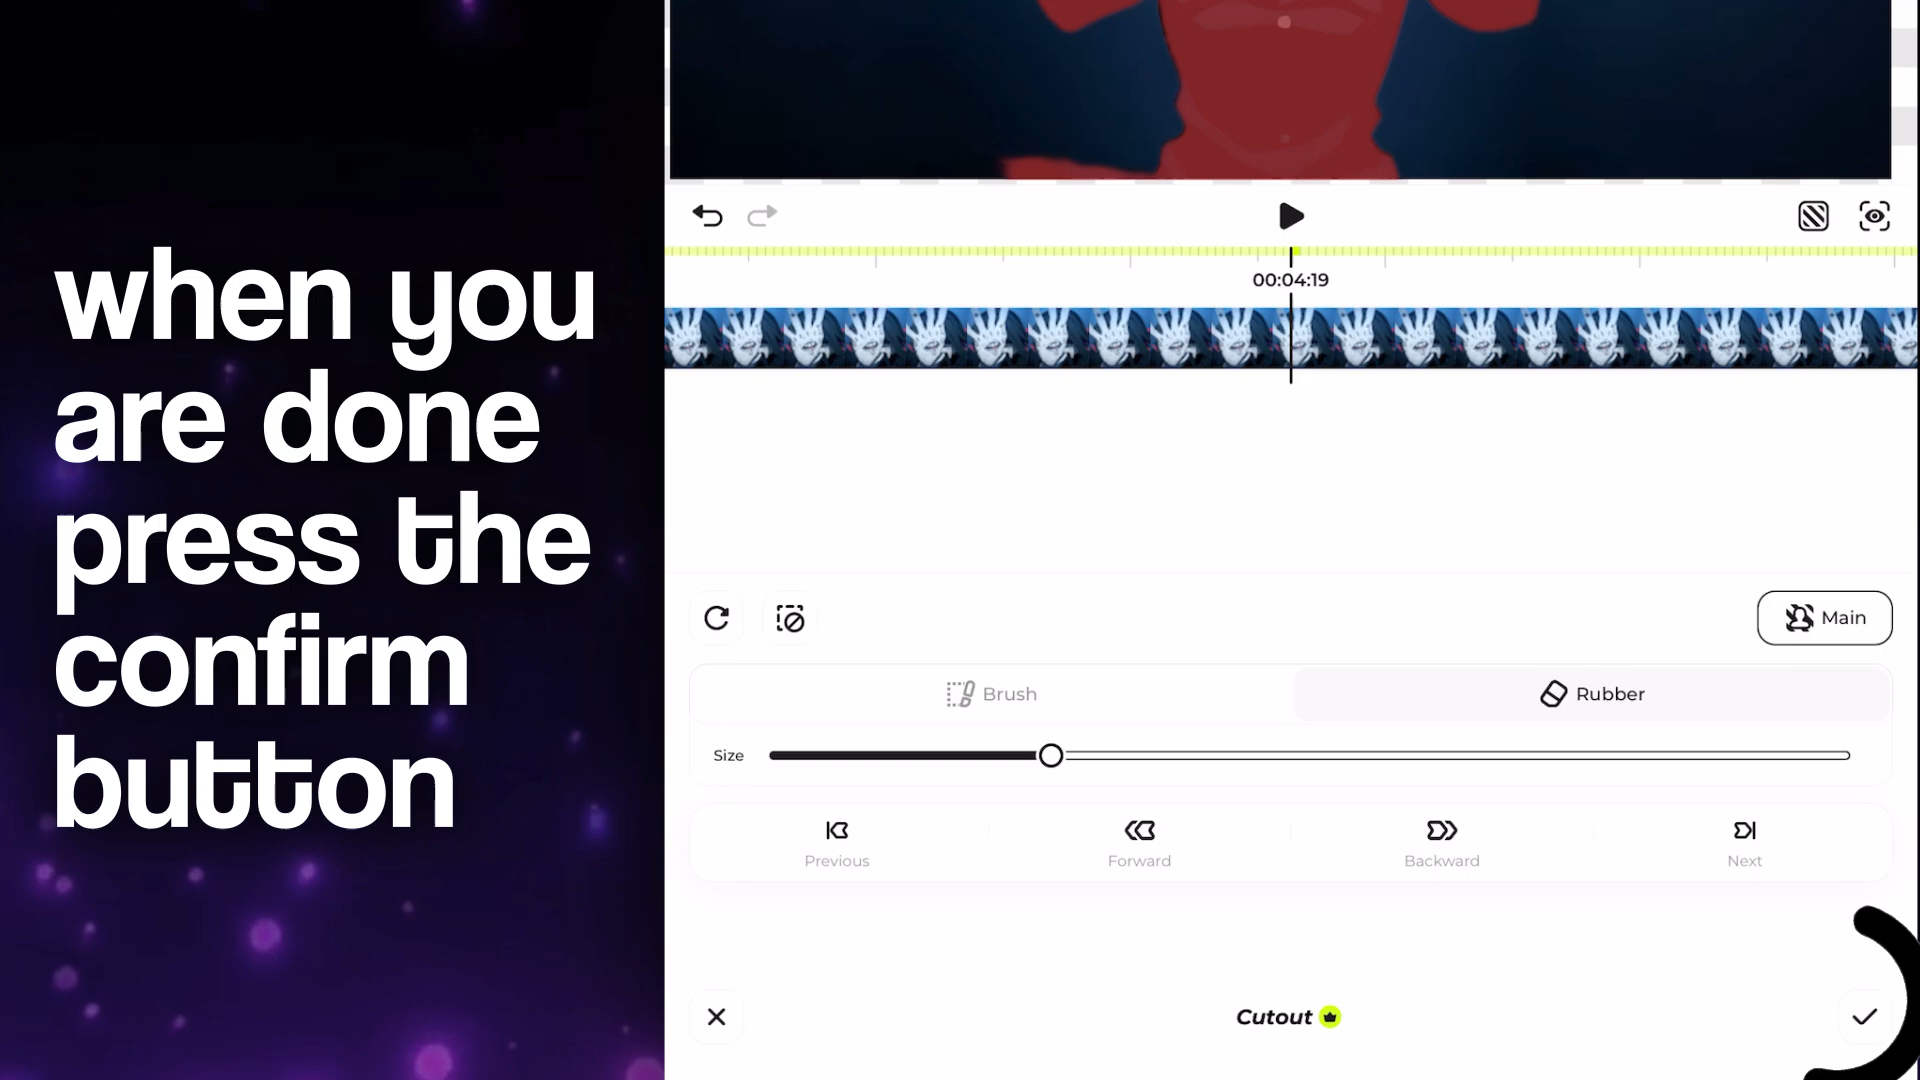 when you
are done
press the
confirm
button
00:04:19
Main
Brush
Rubber
Size
Previous
Forward
Backward
Next
Cutout